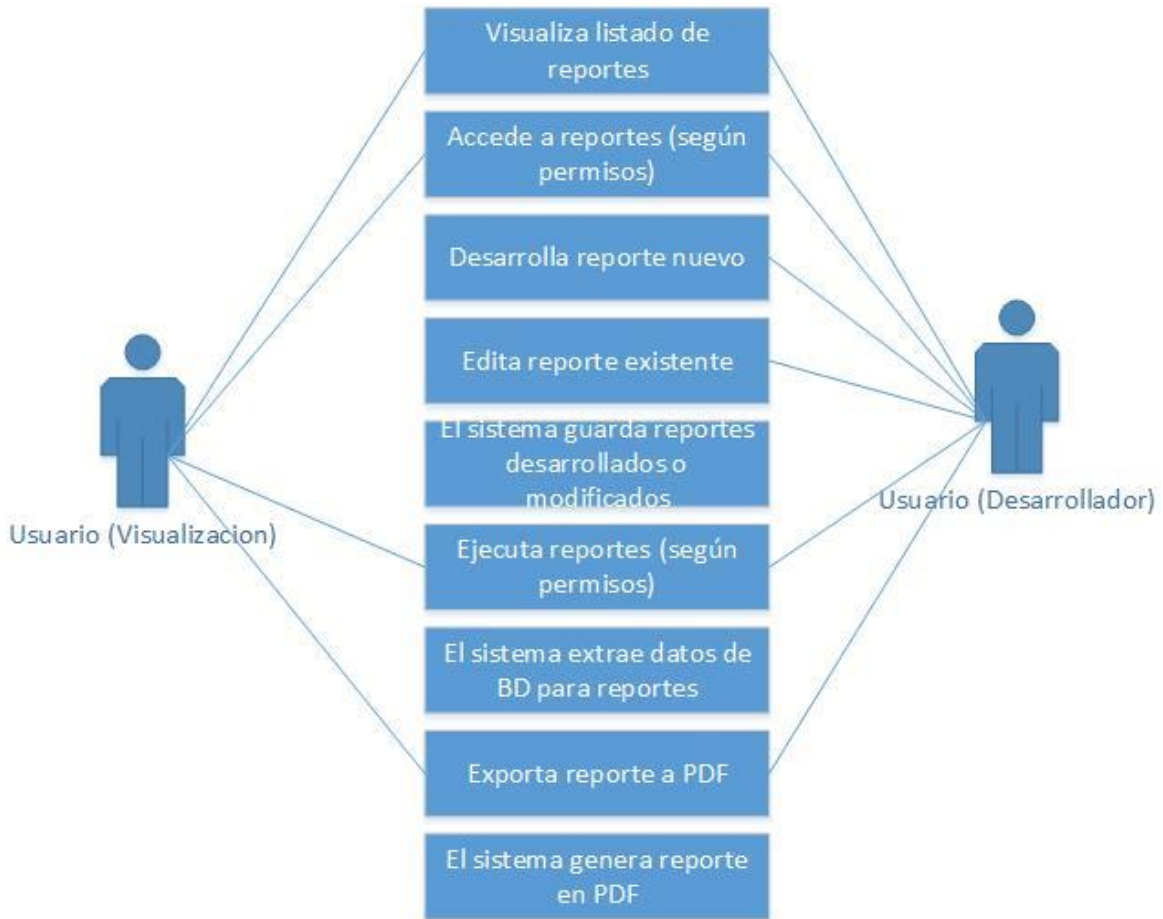 Visualiza listado de
reportes
Accede a reportes (según
permisos)
Desarrolla reporte nuevo
Edita reporte existente
El sistema guarda reportes
desarrollados o
modificados
Usuario (Visualizacion)
Usuario (Desarrollador)
Ejecuta reportes (según
permisos)
El sistema extrae datos de
BD para reportes
Exporta reporte a PDF
El sistema genera reporte
en PDF